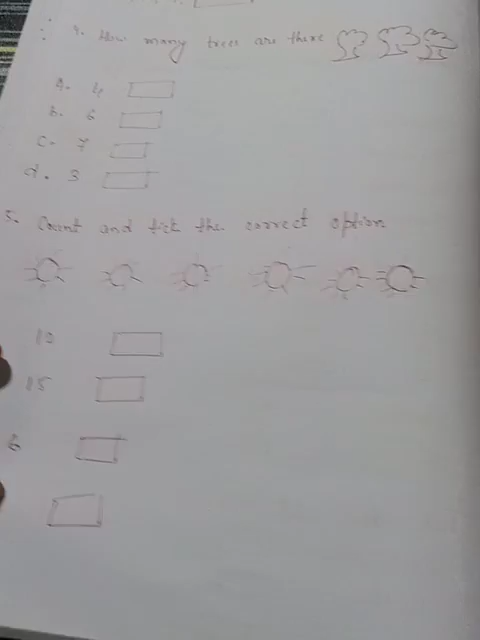 4. How many trees are there
a. 4
b. 6
c. 7
d. 3
5. Count and tick the correct option
10
15
6